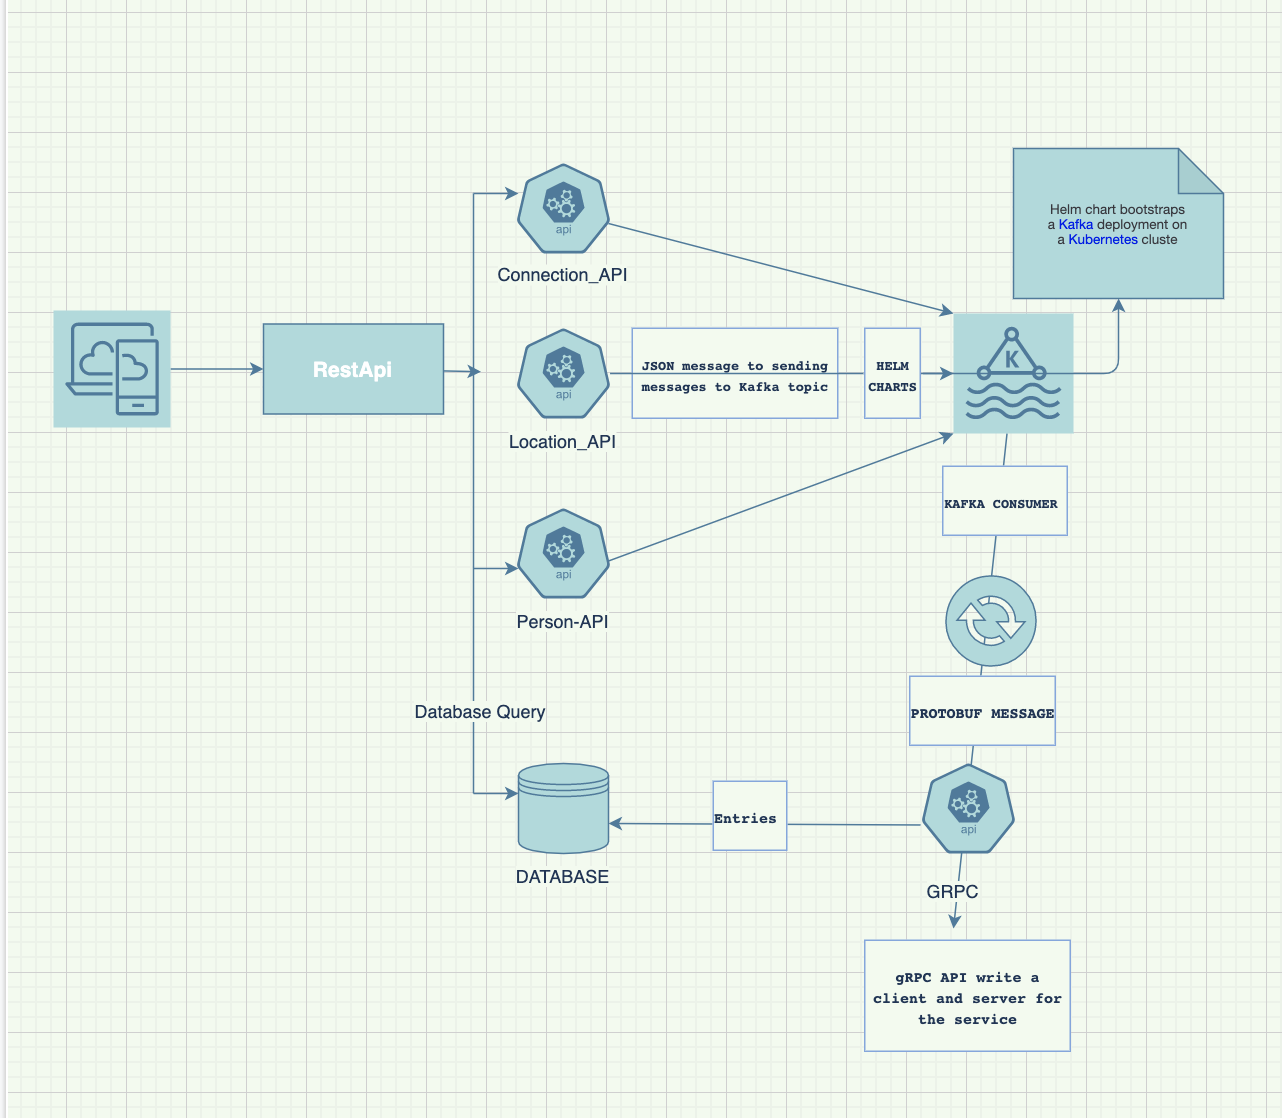 Helm chart bootstraps
a Kafka deployment on
a Kubernetes cluste
api
Connection_API
RestApi
api
Location_API
JSON message to sending
messages to Kafka topic
HELM
CHARTS
K
KAFKA CONSUMER
api
Person-API
PROTOBUF MESSAGE
Database Query
Entries
api
DATABASE
GRPC
gRPC API write a
client and server for
the service